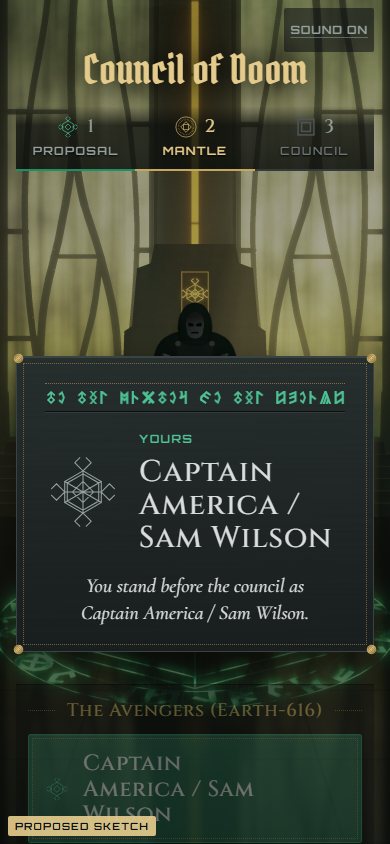 SOUND ON
Council of Doom
1
PROPOSAL
2
MANTLE
3
COUNCIL
YOURS
CAPTAIN
AMERICA /
SAM WILSON
You stand before the council as
Captain America / Sam Wilson.
THE AVENGERS (EARTH-616)
CAPTAIN
AMERICA / SAM
WILSON
PROPOSED SKETCH